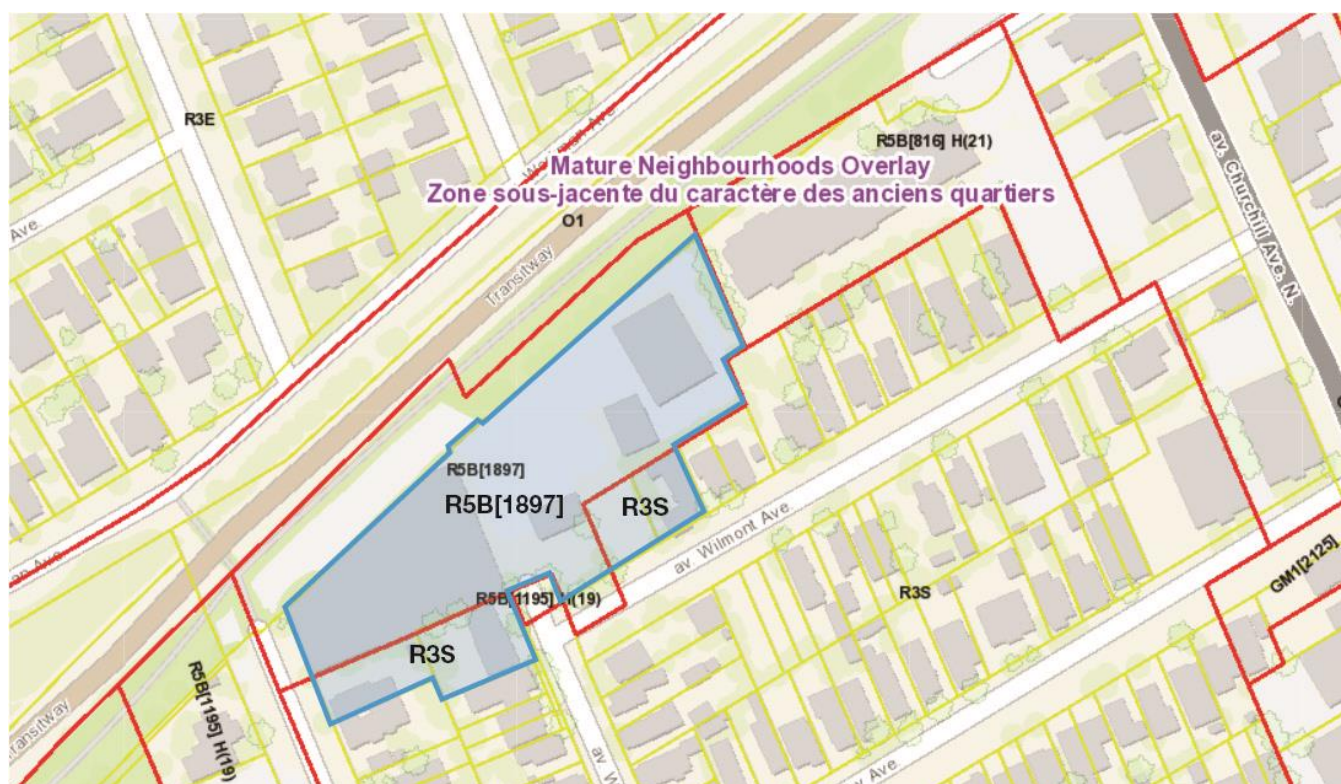 R3E
Ave.
R5B[816] H(21)
av. Churchill Ave. N.
Mature Neighbourhoods Overlay
Zone sous-jacente du caractère des anciens quartiers
O1
Transitway
R5B[1897]
R5B[1897]
R3S
av Wilmont Ave.
R5B[1195] H(19)
R3S
R3S
GM1[2125]
Ave.
R5B[1195] H(19)
Transitway
av W
Ave.